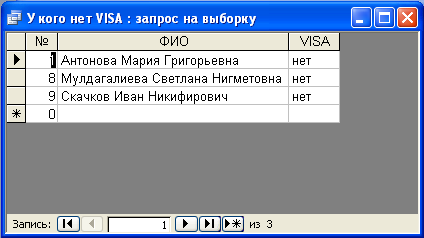 У кого нет VISA : запрос на выборку
№ ФИО VISA
1 Антонова Мария Григорьевна нет
8 Мулдагалиева Светлана Нигметовна нет
9 Скачков Иван Никифирович нет
0
Запись: 1 из 3